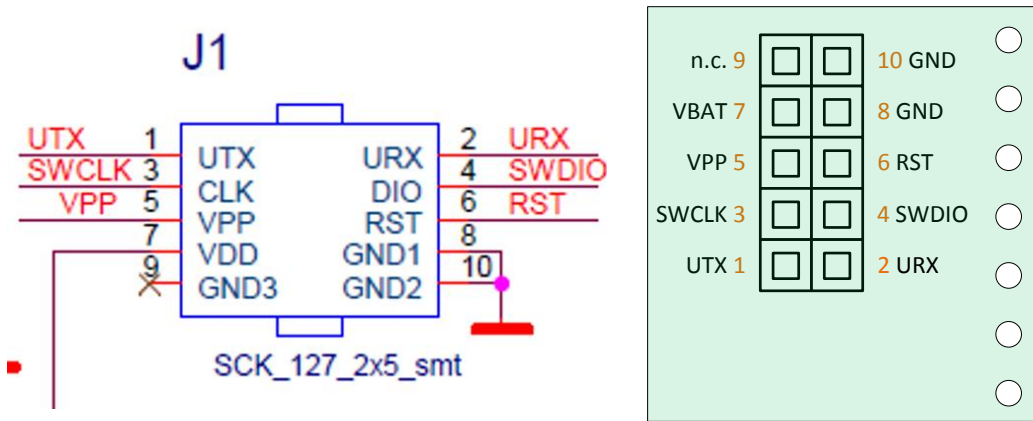 J1
UTX 1 UTX URX 2 URX
SWCLK 3 CLK DIO 4 SWDIO
VPP 5 VPP RST 6 RST
7 VDD GND1 8
9 GND3 GND2 10
SCK_127_2x5_smt
n.c. 9 10 GND
VBAT 7 8 GND
VPP 5 6 RST
SWCLK 3 4 SWDIO
UTX 1 2 URX